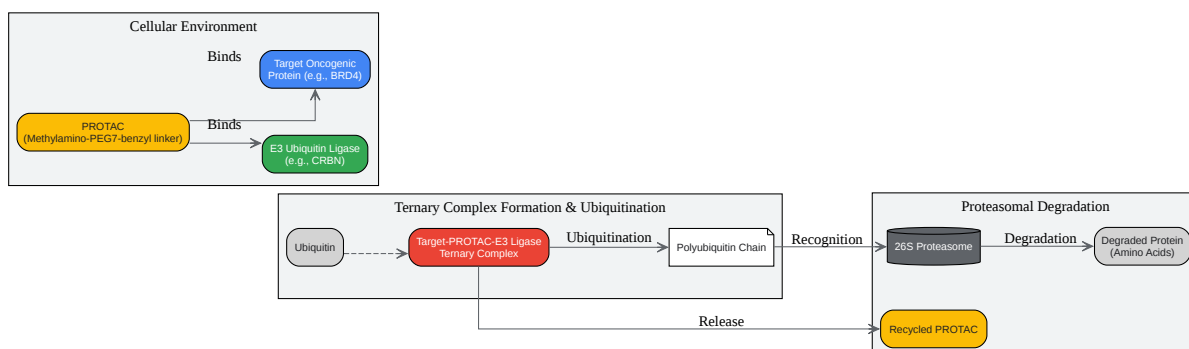 Cellular Environment
Binds
Target Oncogenic
Protein (e.g., BRD4)
PROTAC
(Methylamino-PEG7-benzyl linker)
Binds
E3 Ubiquitin Ligase
(e.g., CRBN)
Ternary Complex Formation & Ubiquitination
Ubiquitin
Target-PROTAC-E3 Ligase
Ternary Complex
Ubiquitination
Polyubiquitin Chain
Recognition
Proteasomal Degradation
26S Proteasome
Degradation
Degraded Protein
(Amino Acids)
Release
Recycled PROTAC